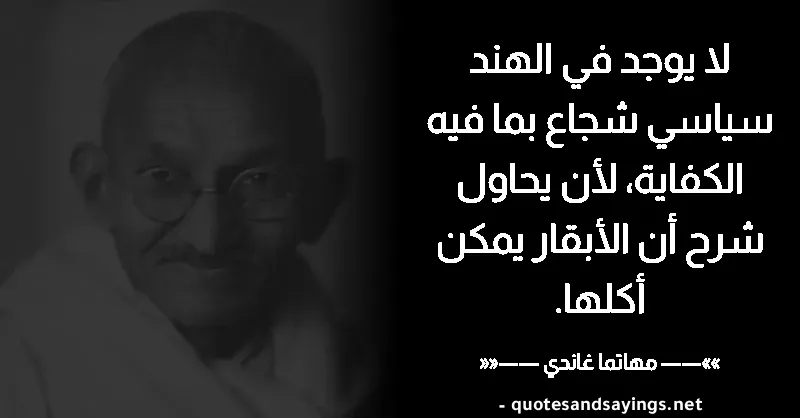 لا يوجد في الهند
سياسي شجاع بما فيه
الكفاية، لأن يحاول
شرح أن الأبقار يمكن
أكلها.
»»—— مهاتما غاندي ——««
- quotesandsayings.net